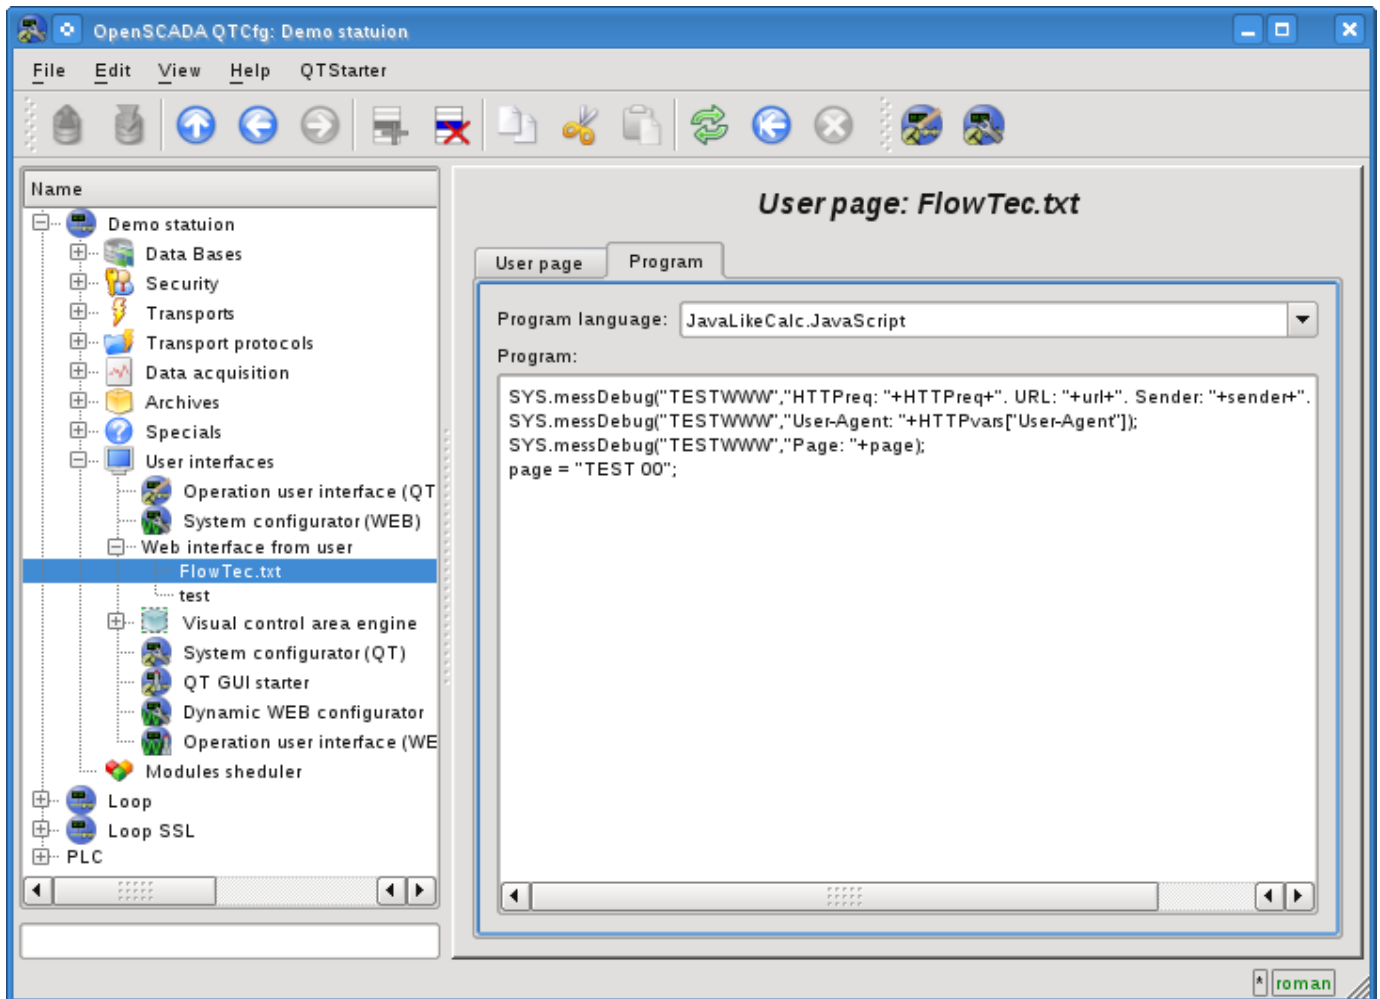 OpenSCADA QTCfg: Demo statuion
File Edit View Help QTStarter
Name
Demo statuion
Data Bases
Security
Transports
Transport protocols
Data acquisition
Archives
Specials
User interfaces
Operation user interface (QT
System configurator (WEB)
Web interface from user
FlowTec.txt
test
Visual control area engine
System configurator (QT)
QT GUI starter
Dynamic WEB configurator
Operation user interface (WE
Modules sheduler
Loop
Loop SSL
PLC
User page: FlowTec.txt
User page Program
Program language: JavaLikeCalc.JavaScript
Program:
SYS.messDebug("TESTWWW","HTTPreq: "+HTTPreq+". URL: "+url+". Sender: "+sender+".
SYS.messDebug("TESTWWW","User-Agent: "+HTTPvars["User-Agent"]);
SYS.messDebug("TESTWWW","Page: "+page);
page = "TEST 00";
* roman